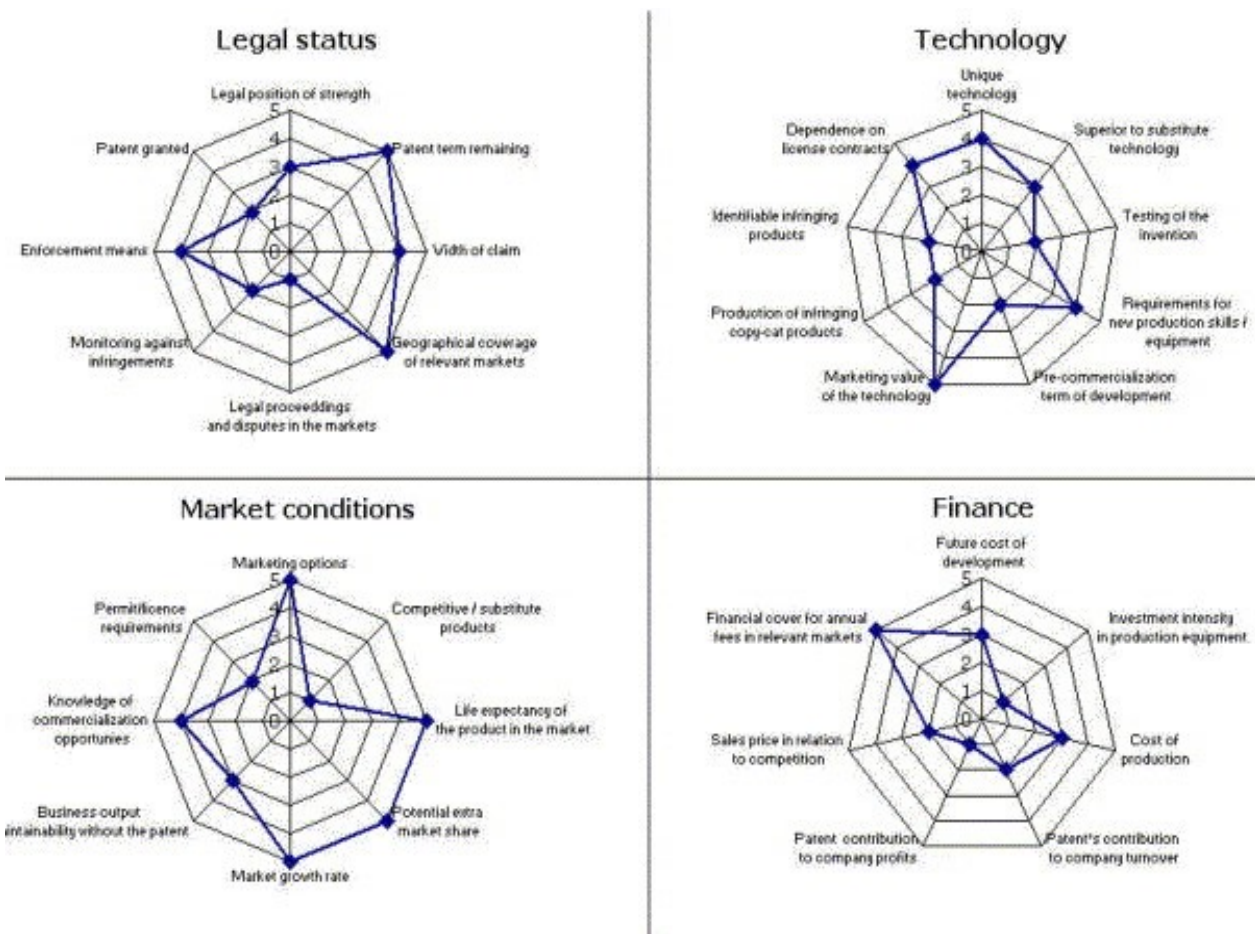 Legal status
Legal position of strength
5
4
3
2
1
0
Patent granted
Patent term remaining
Enforcement means
Width of claim
Monitoring against
infringements
Geographical coverage
of relevant markets
Legal proceeddings
and disputes in the markets
Technology
Unique
technology
5
4
3
2
1
0
Dependence on
license contracts
Superior to substitute
technology
Identifiable infringing
products
Testing of the
invention
Production of infringing
copy-cat products
Requirements for
new production skills /
equipment
Marketing value
of the technology
Pre-commercialization
term of development
Market conditions
Marketing options
5
4
3
2
1
0
Permit/licence
requirements
Competitive / substitute
products
Knowledge of
commercialization
opportunies
Life expectancy of
the product in the market
Business output
intainability without the patent
Potential extra
market share
Market growth rate
Finance
Future cost of
development
5
4
3
2
1
0
Financial cover for annual
fees in relevant markets
Investment intensity
in production equipment
Sales price in relation
to competition
Cost of
production
Patent contribution
to company profits
Patent's contribution
to company turnover